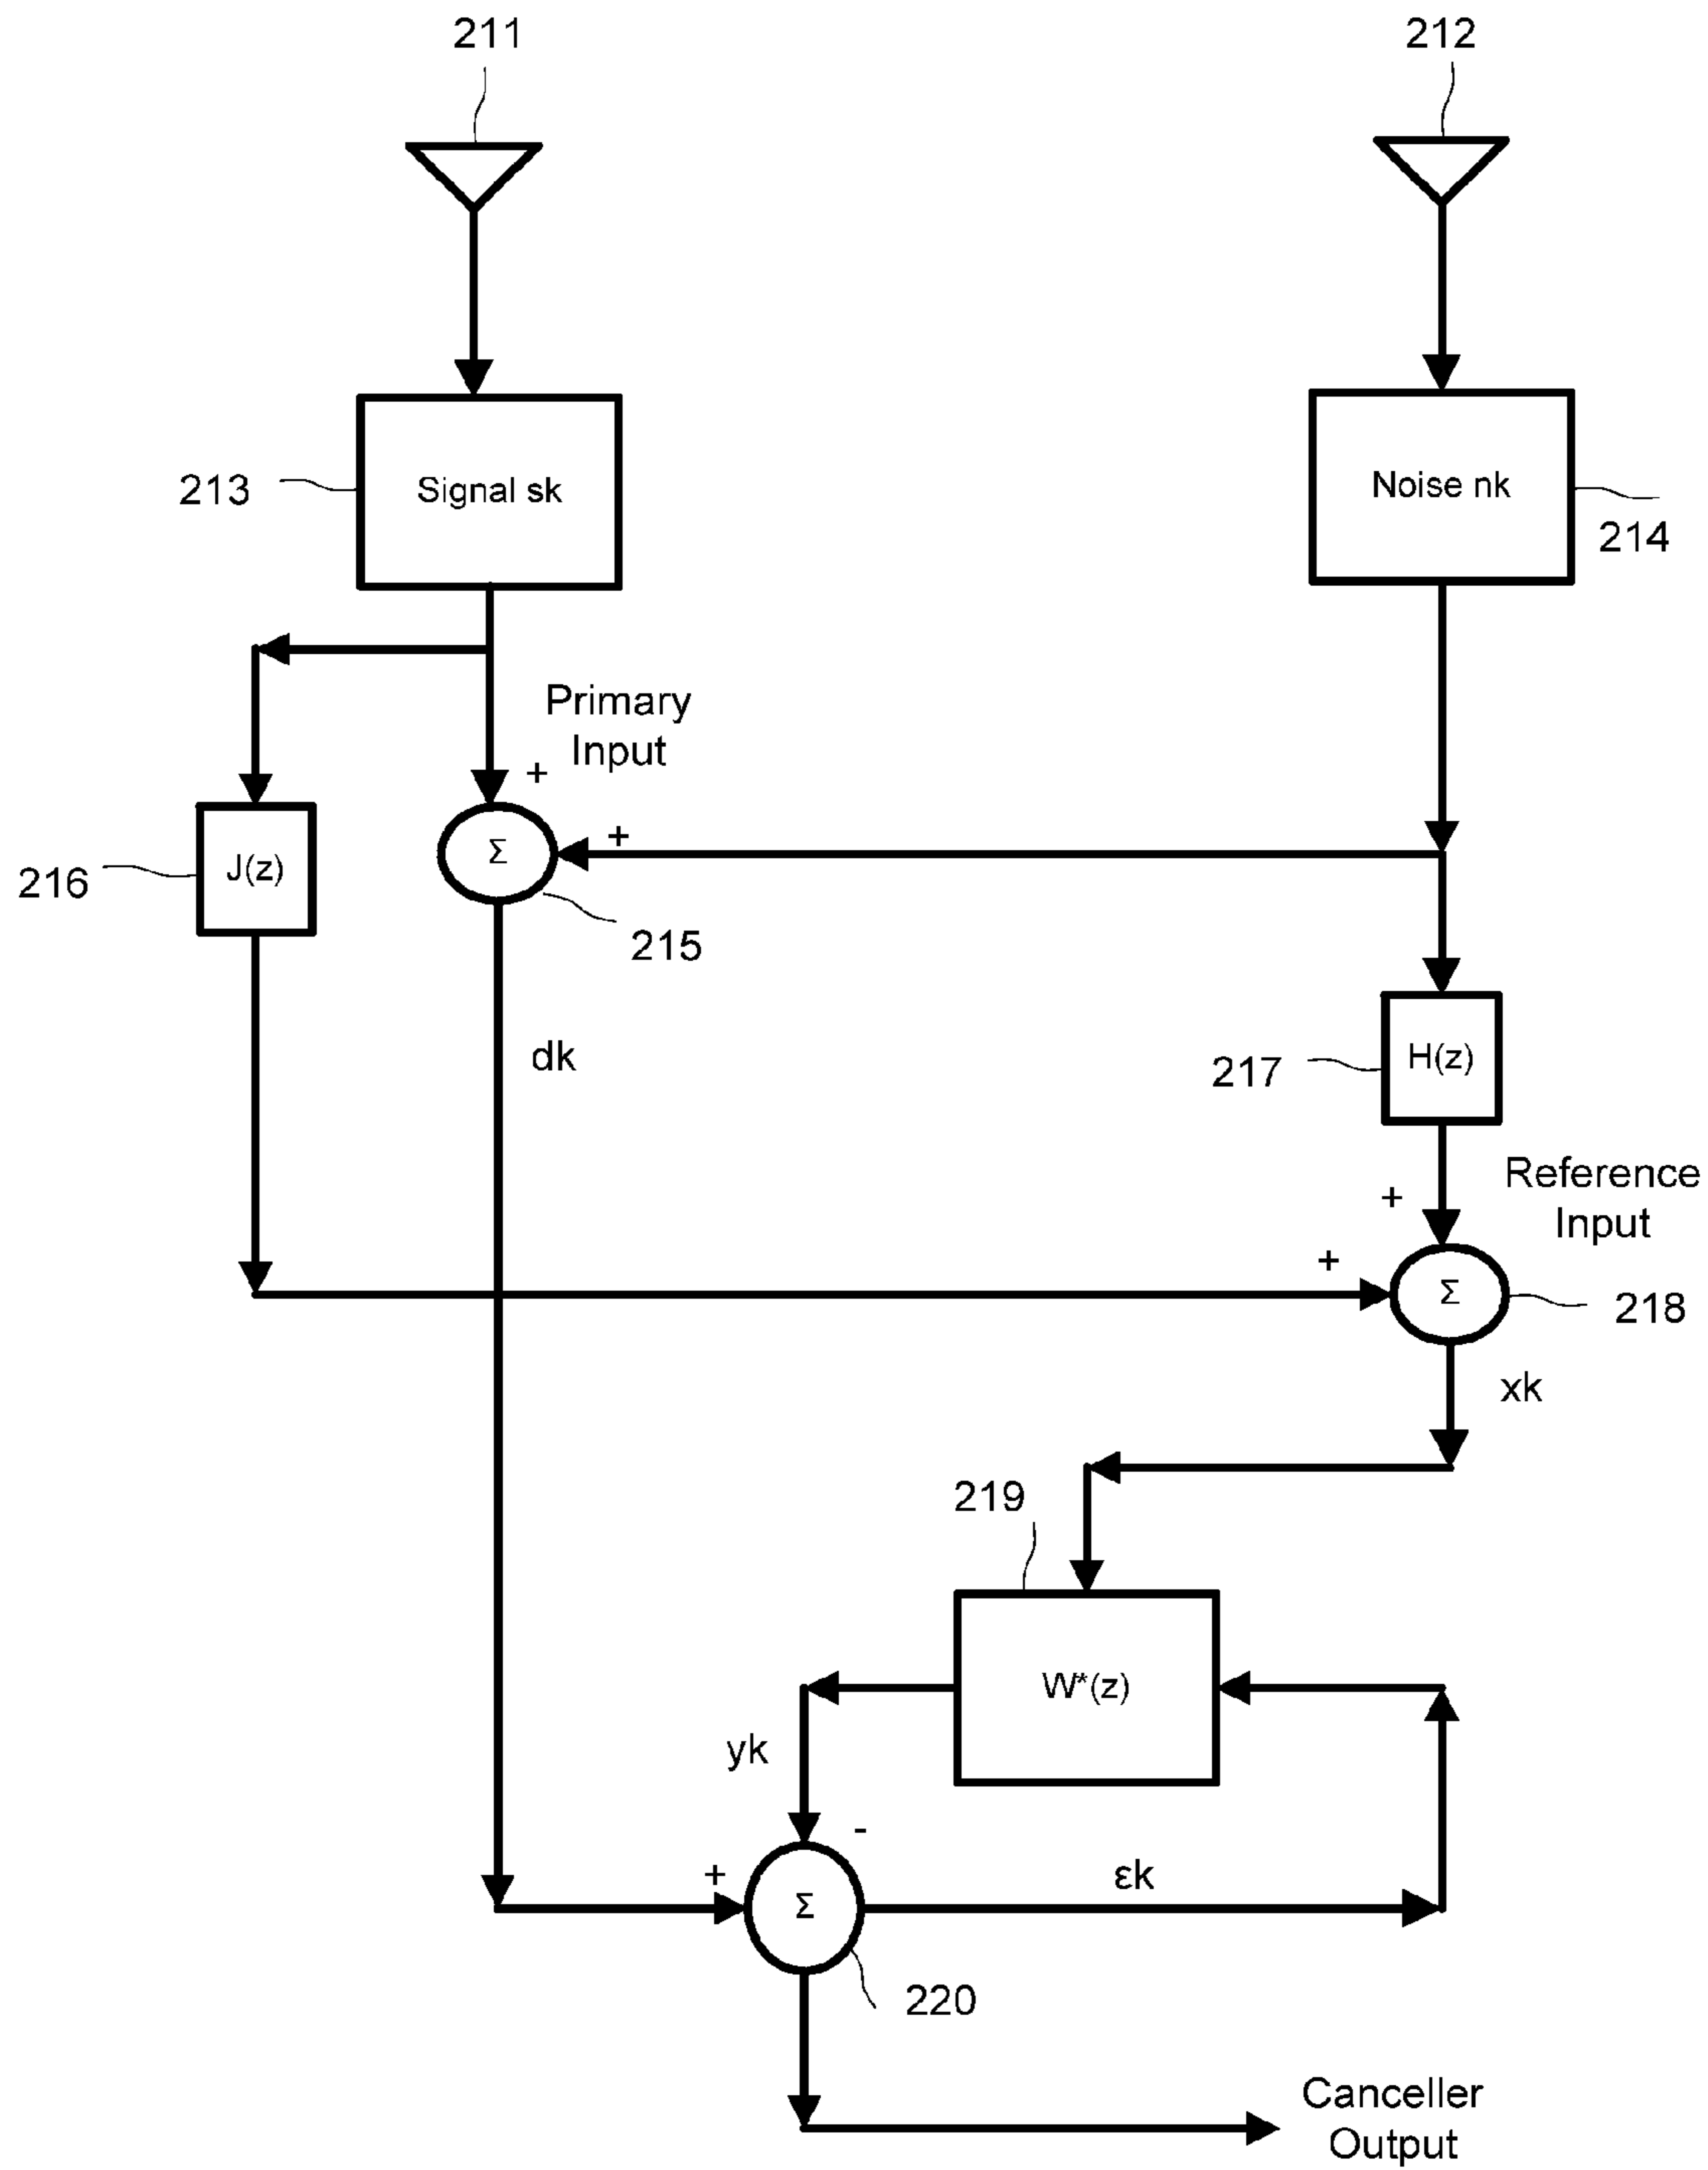 211
212
213
Signal sk
Noise nk
214
Primary
Input
+
+
Σ
J(z)
216
215
dk
217
H(z)
Reference
Input
+
+
Σ
218
xk
219
W*(z)
yk
-
+
εk
Σ
220
Canceller
Output